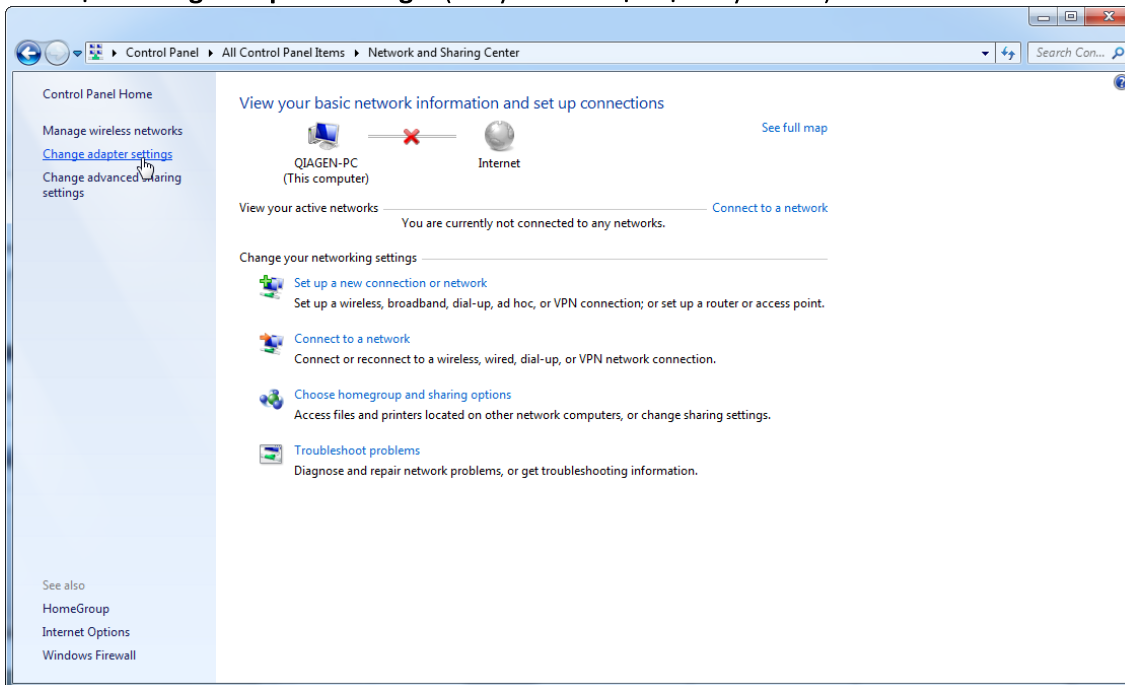 Control Panel ▸ All Control Panel Items ▸ Network and Sharing Center
Search Con...
Control Panel Home
Manage wireless networks
Change adapter settings
Change advanced sharing
settings
See also
HomeGroup
Internet Options
Windows Firewall
View your basic network information and set up connections
See full map
QIAGEN-PC
(This computer)
Internet
View your active networks
Connect to a network
You are currently not connected to any networks.
Change your networking settings
Set up a new connection or network
Set up a wireless, broadband, dial-up, ad hoc, or VPN connection; or set up a router or access point.
Connect to a network
Connect or reconnect to a wireless, wired, dial-up, or VPN network connection.
Choose homegroup and sharing options
Access files and printers located on other network computers, or change sharing settings.
Troubleshoot problems
Diagnose and repair network problems, or get troubleshooting information.